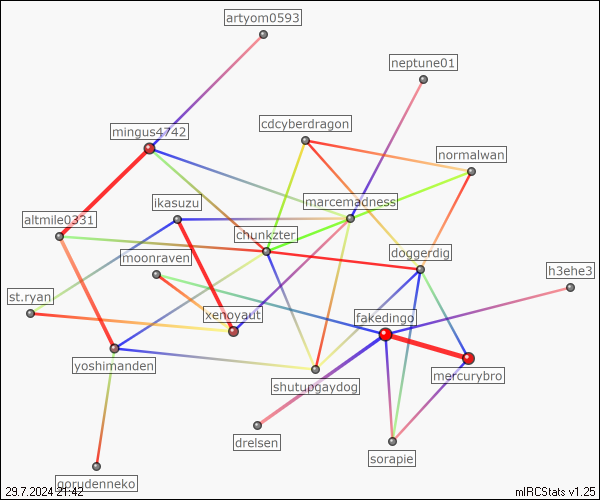 artyom0593
neptune01
cdcyberdragon
mingus4742
normalwan
ikasuzu
marcemadness
altmile0331
chunkzter
moonraven
doggerdig
h3ehe3
st.ryan
xenoyaut
fakedingo
yoshimanden
mercurybro
shutupgaydog
drelsen
sorapie
gorudenneko
29.7.2024 21:42
mIRCStats v1.25